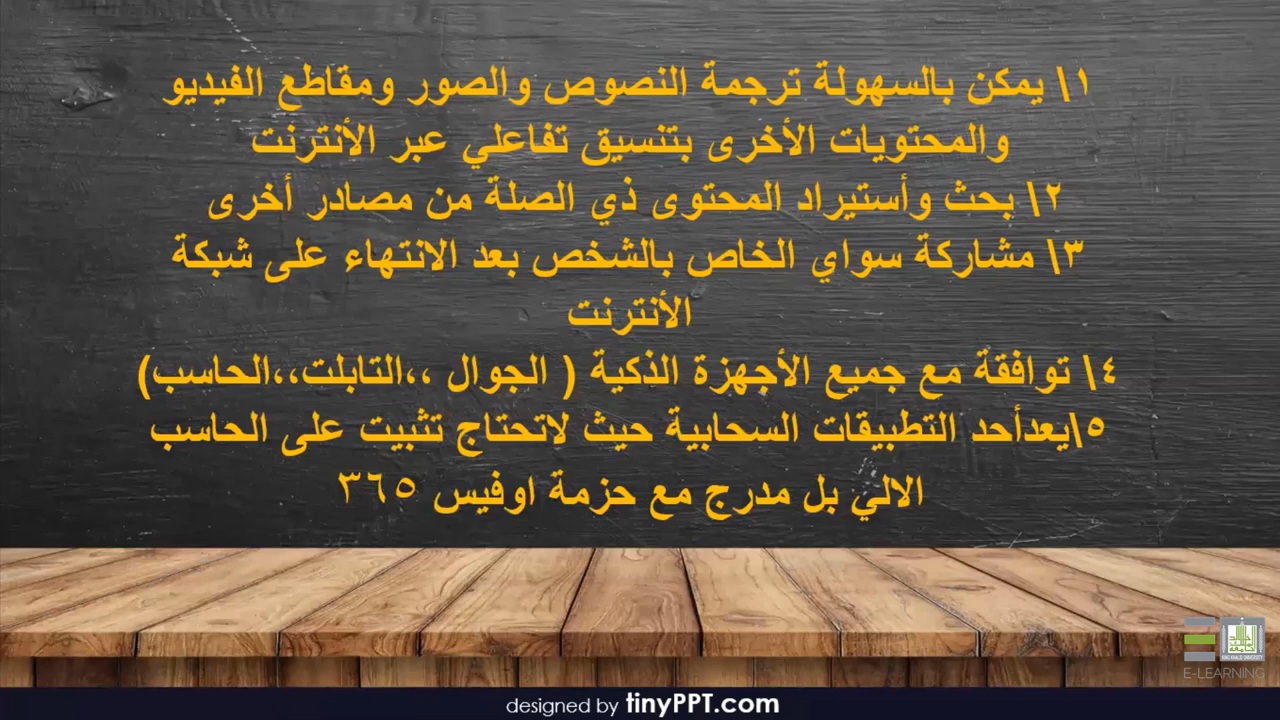 ١\ يمكن بالسهولة ترجمة النصوص والصور ومقاطع الفيديو
والمحتويات الأخرى بتنسيق تفاعلي عبر الأنترنت
٢\ بحث وأستيراد المحتوى ذي الصلة من مصادر أخرى
٣\ مشاركة سواي الخاص بالشخص بعد الانتهاء على شبكة
الأنترنت
٤\ توافقة مع جميع الأجهزة الذكية ( الجوال ،،التابلت،،الحاسب)
٥\يعدأحد التطبيقات السحابية حيث لاتحتاج تثبيت على الحاسب
الالي بل مدرج مع حزمة اوفيس ٣٦٥
KING KHALID UNIVERSITY
E-LEARNING
designed by tinyPPT.com